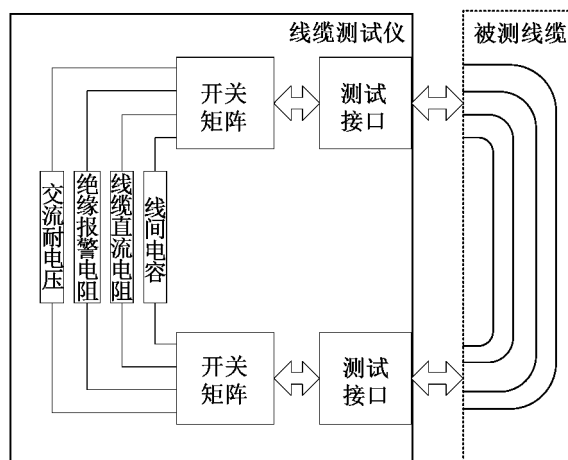 线缆测试仪
被测线缆
开关
矩阵
测试
接口
交流耐电压
绝缘报警电阻
线缆直流电阻
线间电容
开关
矩阵
测试
接口